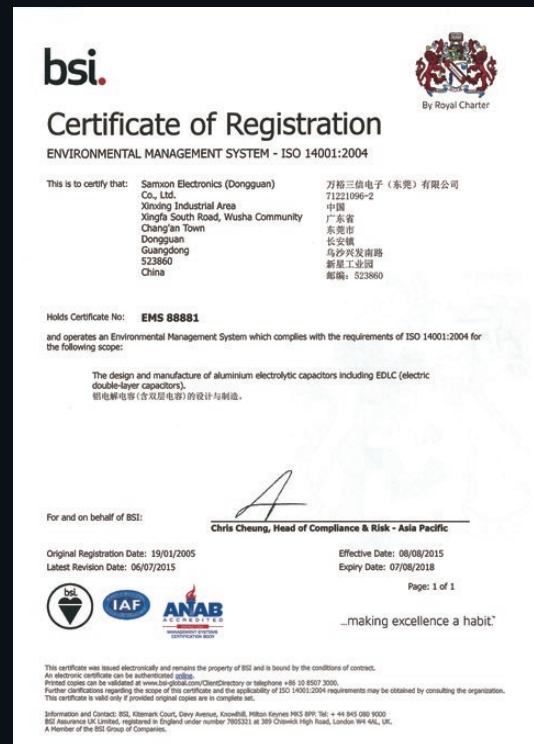 bsi.
By Royal Charter
Certificate of Registration
ENVIRONMENTAL MANAGEMENT SYSTEM - ISO 14001:2004
This is to certify that:
Samxon Electronics (Dongguan)
Co., Ltd.
Xinxing Industrial Area
Xingfa South Road, Wusha Community
Chang'an Town
Dongguan
Guangdong
523860
China
万裕三信电子（东莞）有限公司
71221096-2
中国
广东省
东莞市
长安镇
乌沙兴发南路
新星工业园
邮编：523860
Holds Certificate No: EMS 88881
and operates an Environmental Management System which complies with the requirements of ISO 14001:2004 for
the following scope:
The design and manufacture of aluminium electrolytic capacitors including EDLC (electric
double-layer capacitors).
铝电解电容(含双层电容)的设计与制造。
For and on behalf of BSI:
Chris Cheung, Head of Compliance & Risk - Asia Pacific
Original Registration Date: 19/01/2005
Effective Date: 08/08/2015
Latest Revision Date: 06/07/2015
Expiry Date: 07/08/2018
Page: 1 of 1
bsi.
IAF
ANAB
ACCREDITED
MANAGEMENT SYSTEMS
CERTIFICATION BODY
...making excellence a habit.™
This certificate was issued electronically and remains the property of BSI and is bound by the conditions of contract.
An electronic certificate can be authenticated online.
Printed copies can be validated at www.bsi-global.com/ClientDirectory or telephone +86 10 8507 3000.
Further clarifications regarding the scope of this certificate and the applicability of ISO 14001:2004 requirements may be obtained by consulting the organization.
This certificate is valid only if provided original copies are in complete set.
Information and Contact: BSI, Kitemark Court, Davy Avenue, Knowlhill, Milton Keynes MK5 8PP. Tel: + 44 845 080 9000
BSI Assurance UK Limited, registered in England under number 7805321 at 389 Chiswick High Road, London W4 4AL, UK.
A Member of the BSI Group of Companies.